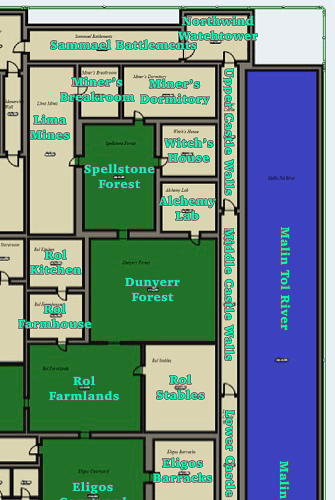 Northwind
Watchtower
Sammael Battlements
Sammael Battlements
Miner's Breakroom
Miner's Dormitory
Miner's
Breakroom
Miner's
Dormitory
Lima Mines
Lima
Mines
Upper Castle Walls
Witch's House
Witch's
House
Spellstone Forest
Spellstone
Forest
Alchemy Lab
Alchemy
Lab
Malin Tol River
Malin Tol River
Middle Castle Walls
Rol Kitchen
Rol
Kitchen
Dunyerr Forest
Dunyerr
Forest
Rol
Farmhouse
Rol Farmlands
Rol
Farmlands
Rol Stables
Rol
Stables
Lower Castle
Eligos Courtyard
Eligos
Eligos Barracks
Eligos
Barracks
Malin